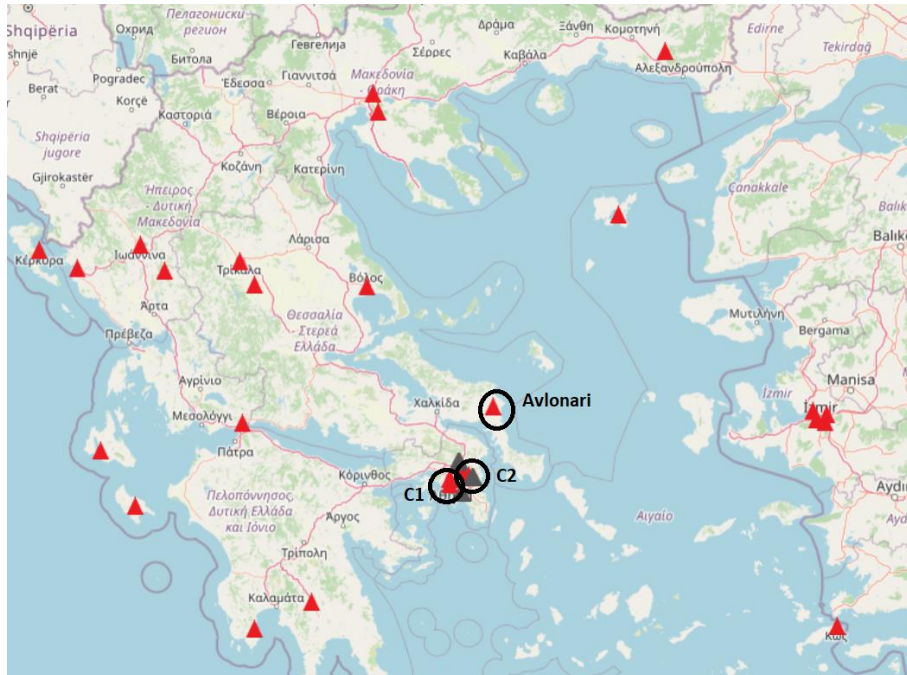 Shqipëria
Охрид
Пелагониски
регион
Битола
Гевгелија
Σέρρες
Δράμα
Ξάνθη
Κομοτηνή
Edirne
Tekirdağ
Αλεξανδρούπολη
Καβάλα
Pogradec
Έδεσσα
Γιαννιτσά
Μακεδονία
- Θράκη
Berat
Korçë
Καστοριά
Βέροια
Shqipëria
jugore
Gjirokastër
Κοζάνη
Κατερίνη
Çanakkale
Ήπειρος
- Δυτική
Μακεδονία
Λάρισα
Κέρκυρα
Ιωάννινα
Τρίκαλα
Βόλος
Άρτα
Θεσσαλία
- Στερεά
Ελλάδα
Πρέβεζα
Μυτιλήνη
Bergama
Αγρίνιο
Μεσολόγγι
Χαλκίδα
Avlonari
İzmir
Manisa
İzmir
Πάτρα
Κόρινθος
C1
C2
Πελοπόννησος,
Δυτική Ελλάδα
και Ιόνιο
Άργος
Αιγαίο
Τρίπολη
Καλαμάτα
Κως